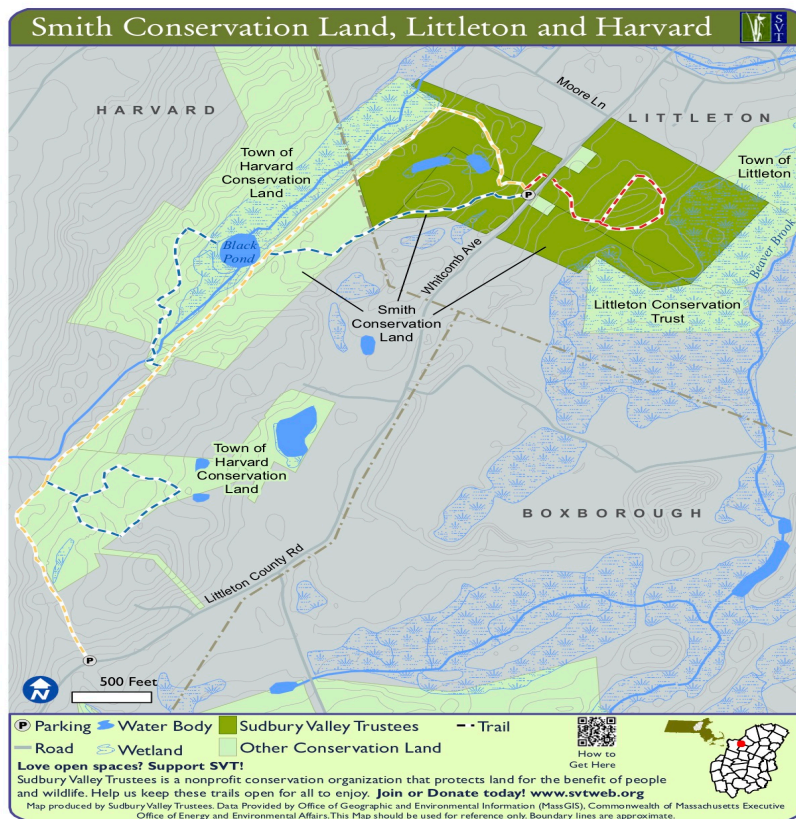 Smith Conservation Land, Littleton and Harvard
SVT
Moore Ln
HARVARD
LITTLETON
Town of
Harvard
Conservation
Land
Town of
Littleton
Black
Pond
Beaver Brook
Whitcomb Ave
P
Smith
Conservation
Land
Littleton Conservation
Trust
Town of
Harvard
Conservation
Land
BOXBOROUGH
Littleton County Rd
P
N
500 Feet
P Parking
Water Body
Sudbury Valley Trustees
Trail
Road
Wetland
Other Conservation Land
How to
Get Here
Love open spaces? Support SVT!
Sudbury Valley Trustees is a nonprofit conservation organization that protects land for the benefit of people
and wildlife. Help us keep these trails open for all to enjoy. Join or Donate today! www.svtweb.org
Map produced by Sudbury Valley Trustees. Data Provided by Office of Geographic and Environmental Information (MassGIS), Commonwealth of Massachusetts Executive
Office of Energy and Environmental Affairs.This Map should be used for reference only. Boundary lines are approximate.